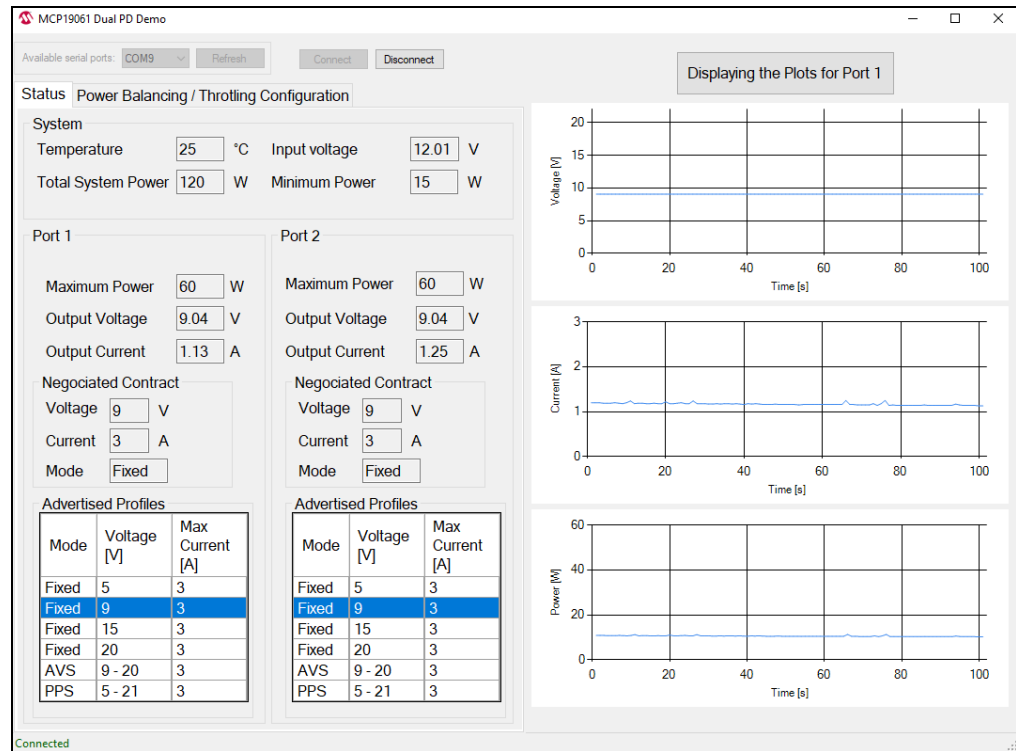 MCP19061 Dual PD Demo
Available serial ports: COM9 Refresh Connect Disconnect
Status Power Balancing / Throtling Configuration
System
Temperature 25 °C Input voltage 12.01 V
Total System Power 120 W Minimum Power 15 W
Port 1
Maximum Power 60 W
Output Voltage 9.04 V
Output Current 1.13 A
Negociated Contract
Voltage 9 V
Current 3 A
Mode Fixed
Advertised Profiles
Mode Voltage [V] Max Current [A]
Fixed 5 3
Fixed 9 3
Fixed 15 3
Fixed 20 3
AVS 9 - 20 3
PPS 5 - 21 3
Port 2
Maximum Power 60 W
Output Voltage 9.04 V
Output Current 1.25 A
Negociated Contract
Voltage 9 V
Current 3 A
Mode Fixed
Advertised Profiles
Mode Voltage [V] Max Current [A]
Fixed 5 3
Fixed 9 3
Fixed 15 3
Fixed 20 3
AVS 9 - 20 3
PPS 5 - 21 3
Displaying the Plots for Port 1
Voltage [V]
20
15
10
5
0
0 20 40 60 80 100
Time [s]
Current [A]
3
2
1
0
0 20 40 60 80 100
Time [s]
Power [W]
60
40
20
0
0 20 40 60 80 100
Time [s]
Connected